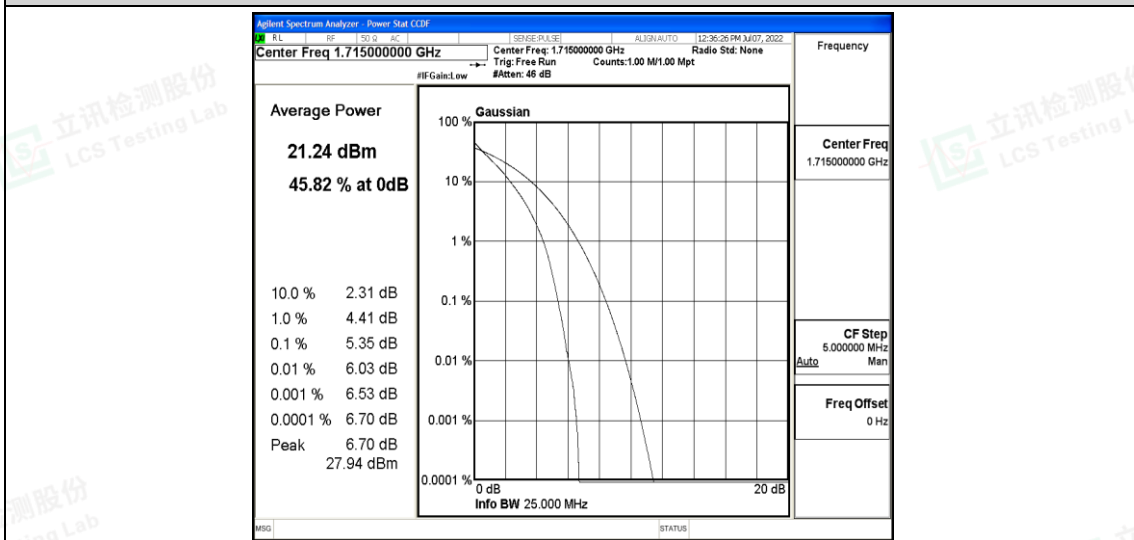 Agilent Spectrum Analyzer - Power Stat CCDF
RL RF 50 Ω AC SENSE:PULSE ALIGNAUTO 12:36:26 PM Jul 07, 2022
Center Freq 1.715000000 GHz
Center Freq: 1.715000000 GHz Radio Std: None
Trig: Free Run Counts:1.00 M/1.00 Mpt
#IFGain:Low #Atten: 46 dB
Frequency
Average Power
21.24 dBm
45.82 % at 0dB
10.0 % 2.31 dB
1.0 % 4.41 dB
0.1 % 5.35 dB
0.01 % 6.03 dB
0.001 % 6.53 dB
0.0001 % 6.70 dB
Peak 6.70 dB
27.94 dBm
Gaussian
100 %
10 %
1 %
0.1 %
0.01 %
0.001 %
0.0001 %
0 dB 20 dB
Info BW 25.000 MHz
Center Freq
1.715000000 GHz
CF Step
5.000000 MHz
Auto Man
Freq Offset
0 Hz
MSG STATUS
立讯检测股份
LCS Testing Lab
立讯检测股份
LCS Testing L
测股份
ing Lab